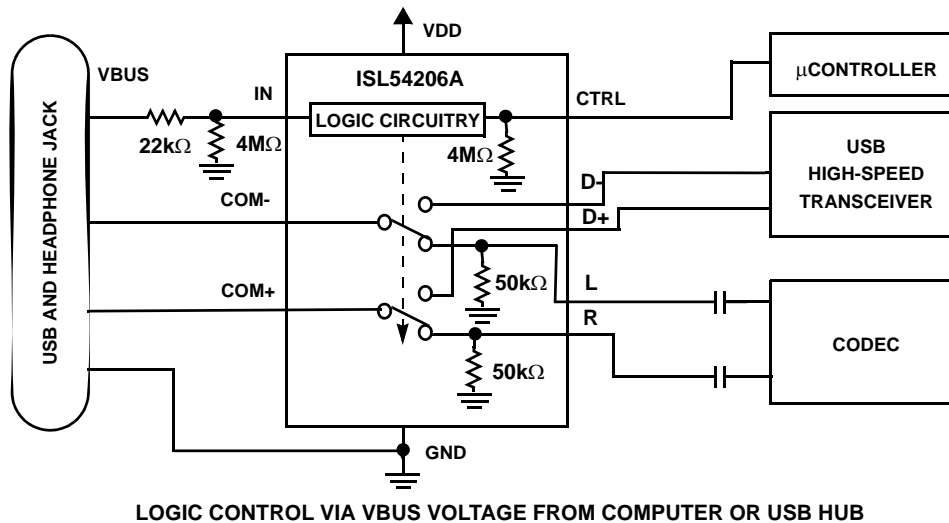 VDD
VBUS
ISL54206A
IN
CTRL
µCONTROLLER
LOGIC CIRCUITRY
22kΩ
4MΩ
4MΩ
USB
HIGH-SPEED
TRANSCEIVER
D-
D+
COM-
COM+
50kΩ
L
R
50kΩ
CODEC
USB AND HEADPHONE JACK
GND
LOGIC CONTROL VIA VBUS VOLTAGE FROM COMPUTER OR USB HUB